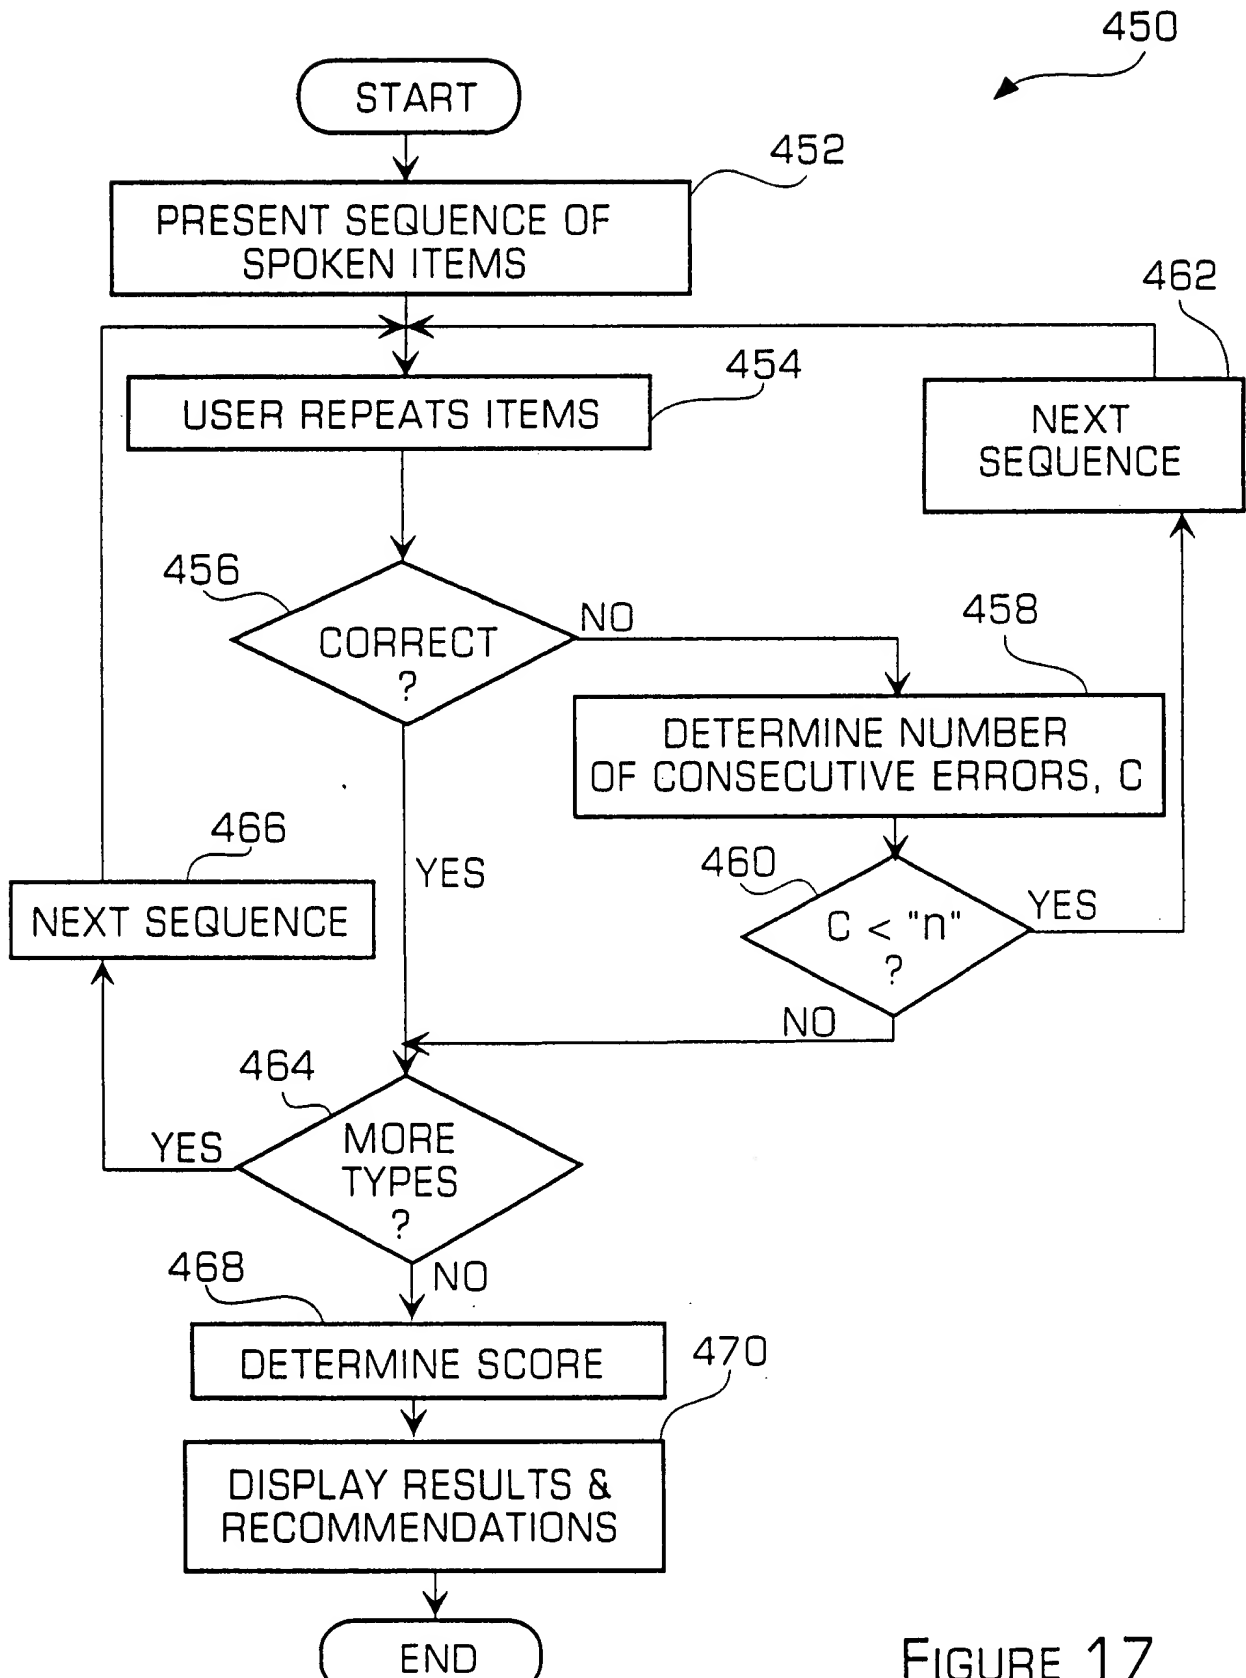 450
START
452
PRESENT SEQUENCE OF
SPOKEN ITEMS
462
454
USER REPEATS ITEMS
NEXT
SEQUENCE
456
CORRECT
?
NO
458
DETERMINE NUMBER
OF CONSECUTIVE ERRORS, C
466
YES
460
NEXT SEQUENCE
C < "n"
?
YES
NO
464
MORE
TYPES
?
YES
NO
468
DETERMINE SCORE
470
DISPLAY RESULTS &
RECOMMENDATIONS
END
FIGURE 17